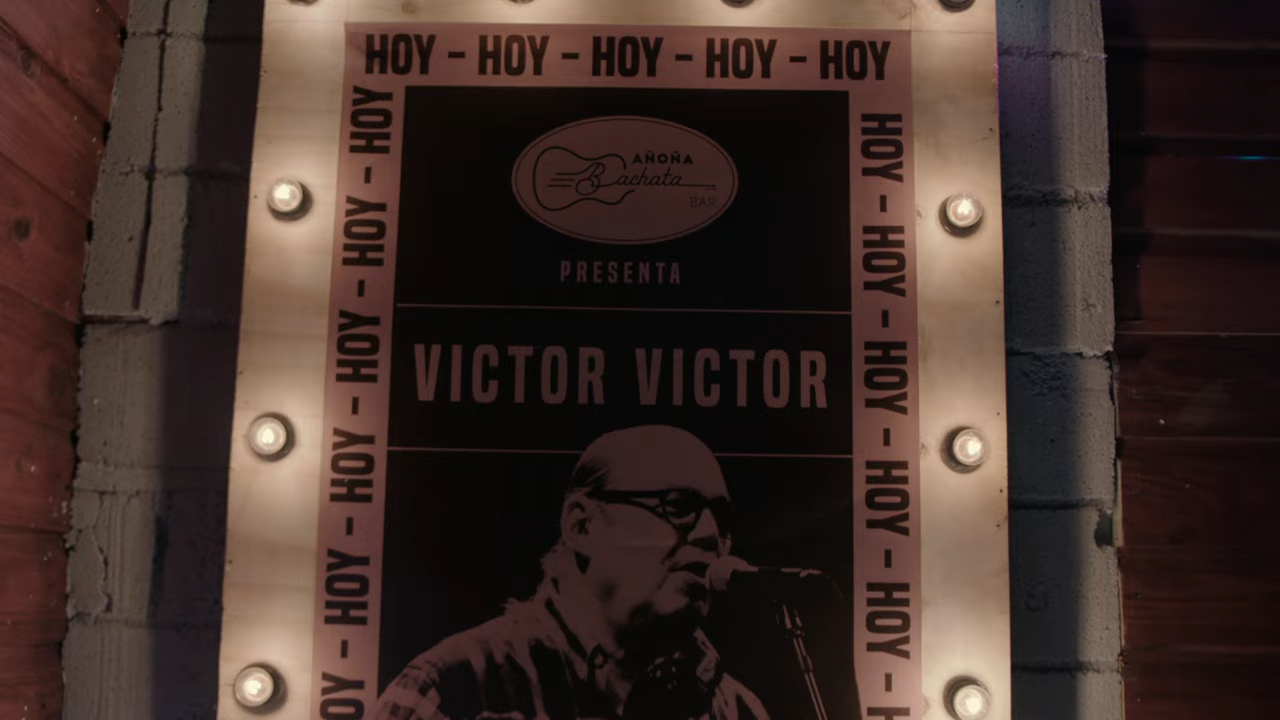 HOY - HOY - HOY - HOY - HOY
HOY - HOY - HOY - HOY - HOY - HOY
AÑOÑA
Bachata
BAR
PRESENTA
VICTOR VICTOR
HOY - HOY - HOY - HOY - HOY - H